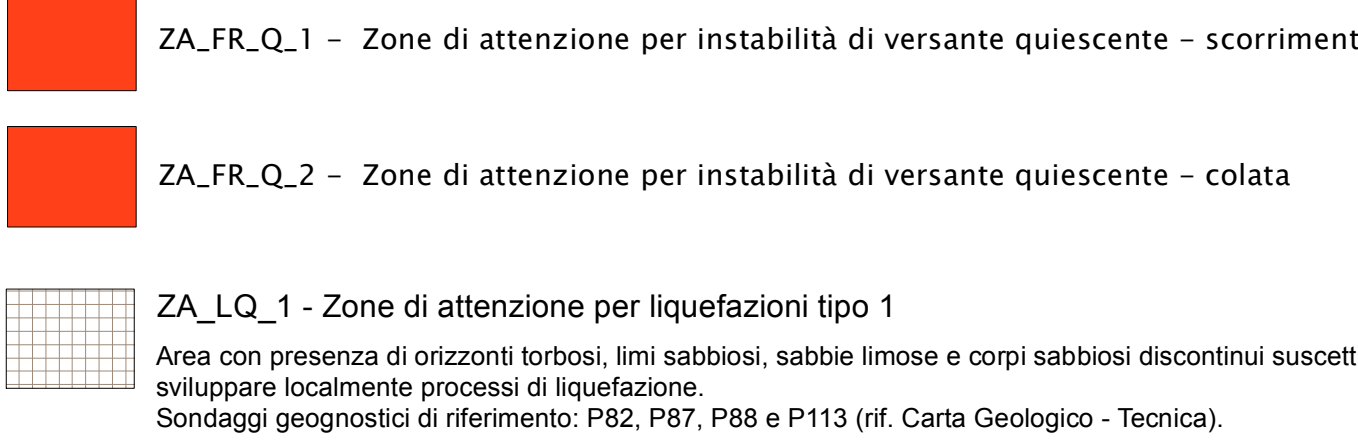 ZA_FR_Q_1 – Zone di attenzione per instabilità di versante quiescente – scorriment
ZA_FR_Q_2 – Zone di attenzione per instabilità di versante quiescente – colata
ZA_LQ_1 - Zone di attenzione per liquefazioni tipo 1
Area con presenza di orizzonti torbosi, limi sabbiosi, sabbie limose e corpi sabbiosi discontinui suscett
sviluppare localmente processi di liquefazione.
Sondaggi geognostici di riferimento: P82, P87, P88 e P113 (rif. Carta Geologico - Tecnica).